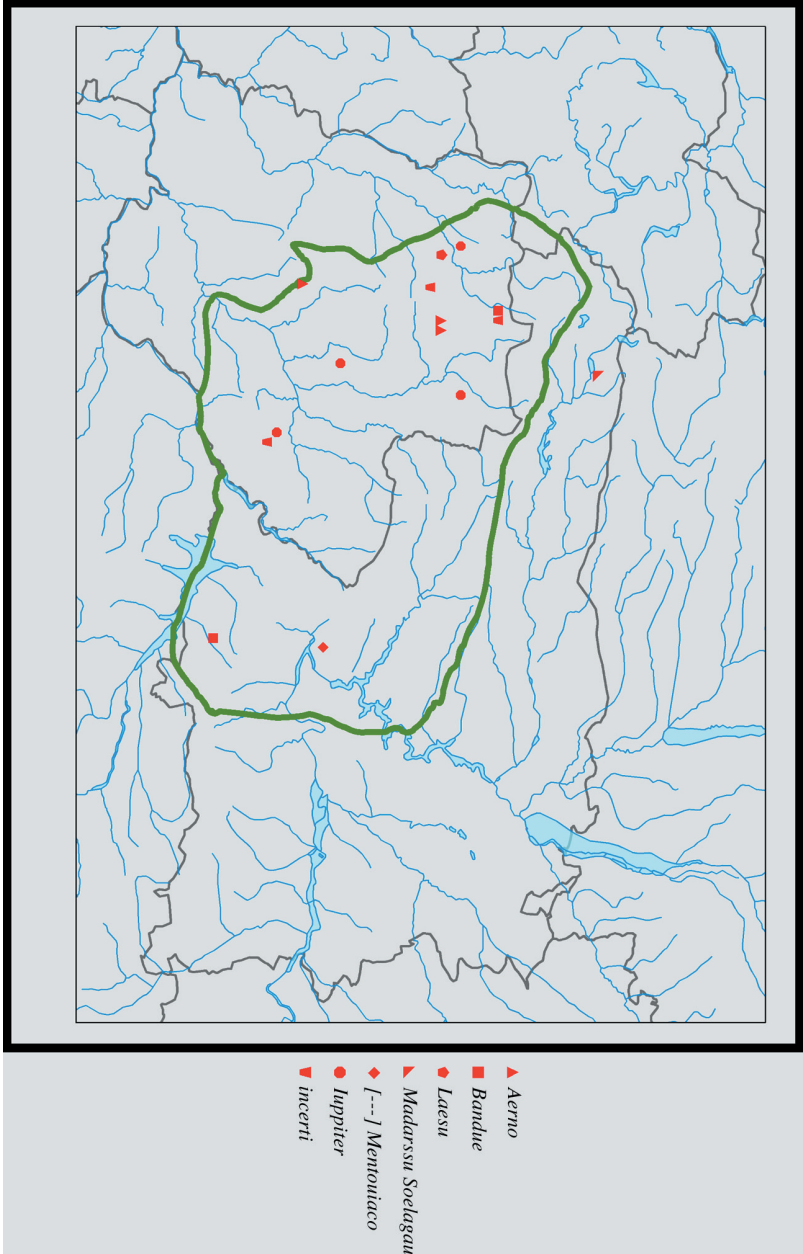 Aerno
Bandue
Laesu
Madarssu Soelagau
[---] Mentouiaco
Iuppiter
incerti